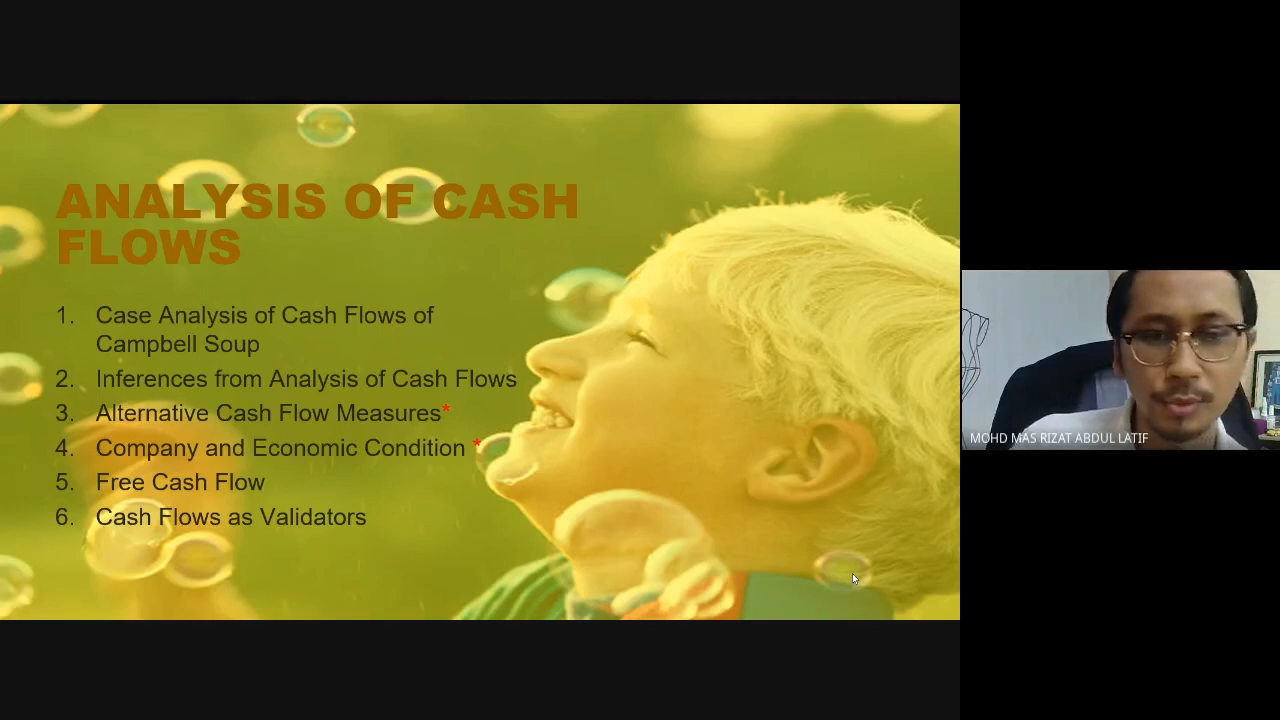 ANALYSIS OF CASH
FLOWS
1. Case Analysis of Cash Flows of
Campbell Soup
2. Inferences from Analysis of Cash Flows
3. Alternative Cash Flow Measures*
4. Company and Economic Condition *
5. Free Cash Flow
6. Cash Flows as Validators
MOHD MAS RIZAT ABDUL LATIF